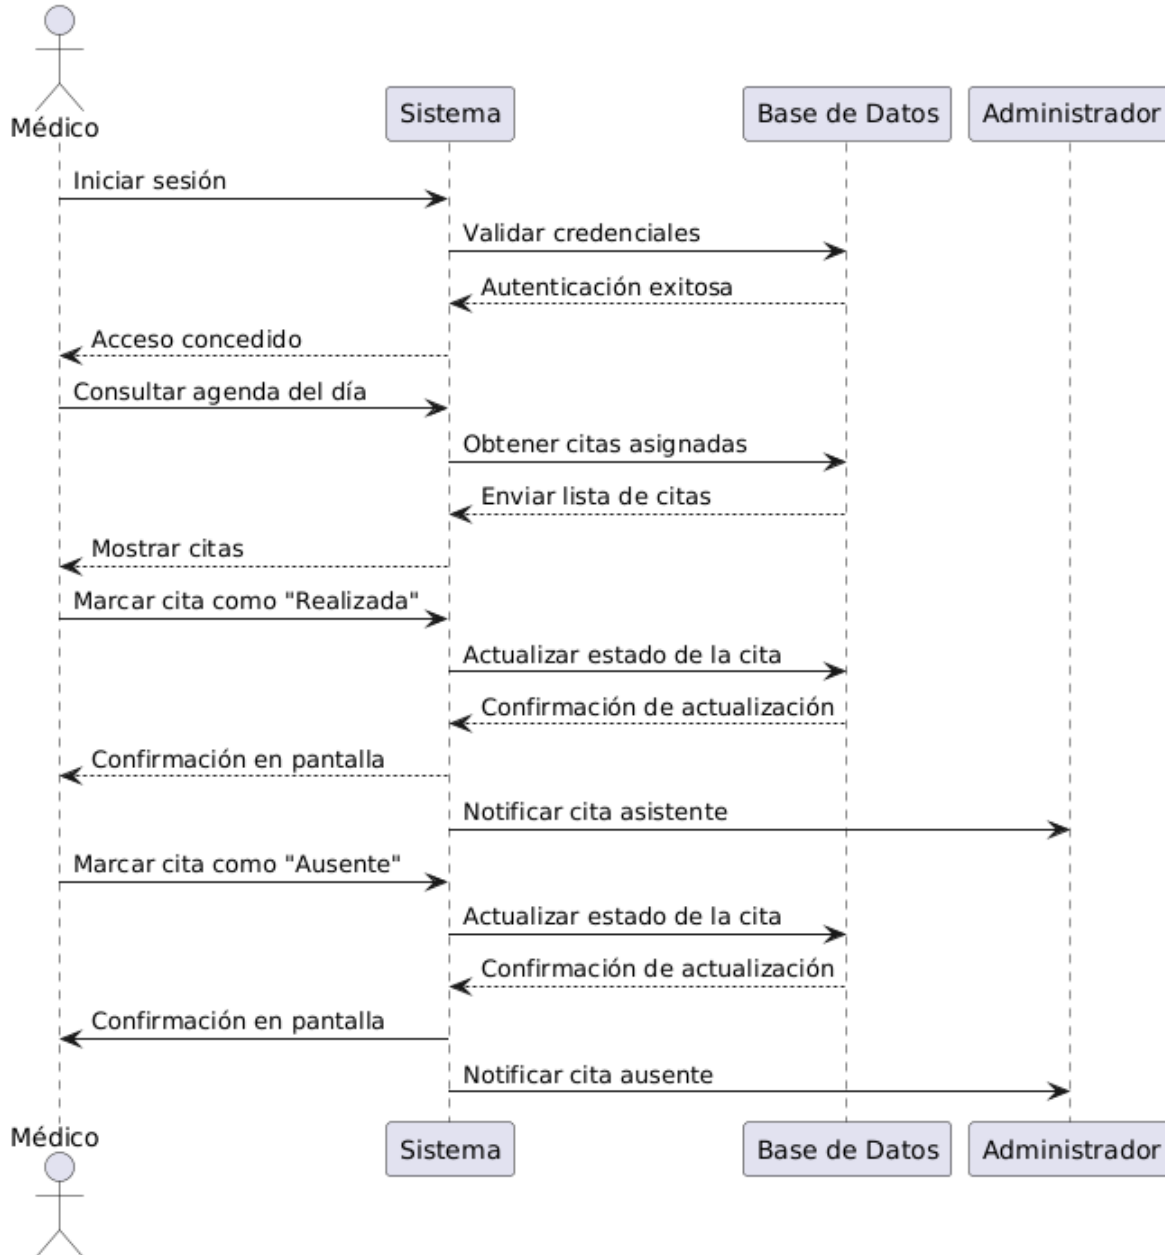 Médico
Sistema
Base de Datos
Administrador
Iniciar sesión
Validar credenciales
Autenticación exitosa
Acceso concedido
Consultar agenda del día
Obtener citas asignadas
Enviar lista de citas
Mostrar citas
Marcar cita como "Realizada"
Actualizar estado de la cita
Confirmación de actualización
Confirmación en pantalla
Notificar cita asistente
Marcar cita como "Ausente"
Actualizar estado de la cita
Confirmación de actualización
Confirmación en pantalla
Notificar cita ausente
Médico
Sistema
Base de Datos
Administrador